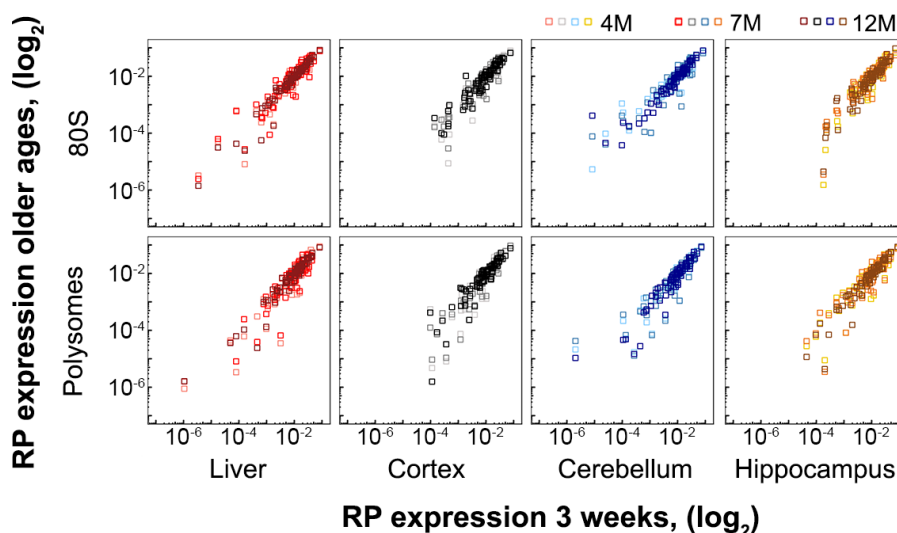 4M 7M 12M
RP expression older ages, (log₂)
80S
10⁻²
10⁻⁴
10⁻⁶
Polysomes
10⁻²
10⁻⁴
10⁻⁶
10⁻⁶ 10⁻⁴ 10⁻² 10⁻⁶ 10⁻⁴ 10⁻² 10⁻⁶ 10⁻⁴ 10⁻² 10⁻⁶ 10⁻⁴ 10⁻²
Liver Cortex Cerebellum Hippocampus
RP expression 3 weeks, (log₂)